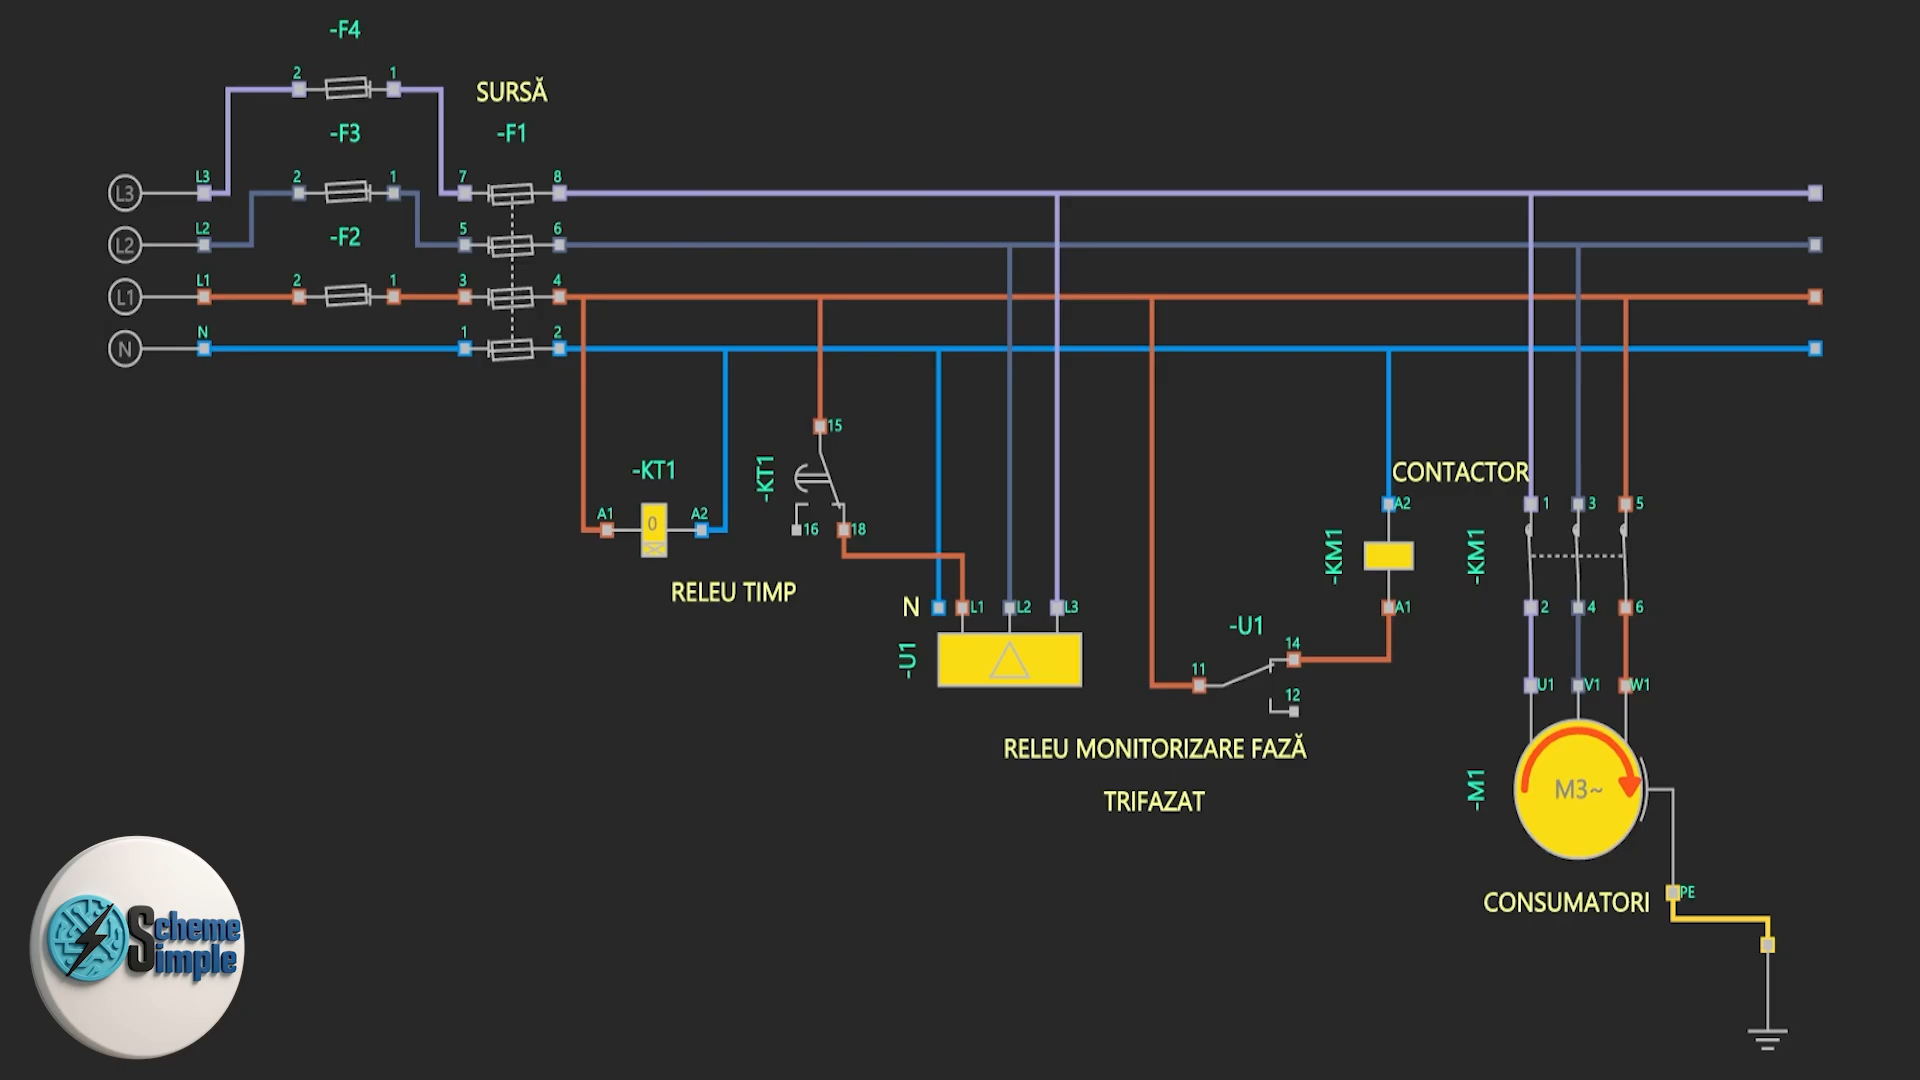 -F4
2 1
SURSĂ
-F3
-F1
L3 2 1 7 8
L3
L2 5 6
L2
-F2
L1 2 1 3 4
L1
N 1 2
N
15
-KT1
-KT1
A1 A2
0
16 18
RELEU TIMP
N L1 L2 L3
-U1
CONTACTOR
A2 1 3 5
-KM1
-KM1
A1 2 4 6
-U1
14
11
12
U1 V1 W1
RELEU MONITORIZARE FAZĂ
TRIFAZAT
-M1
M3~
CONSUMATORI
PE
Scheme
Simple